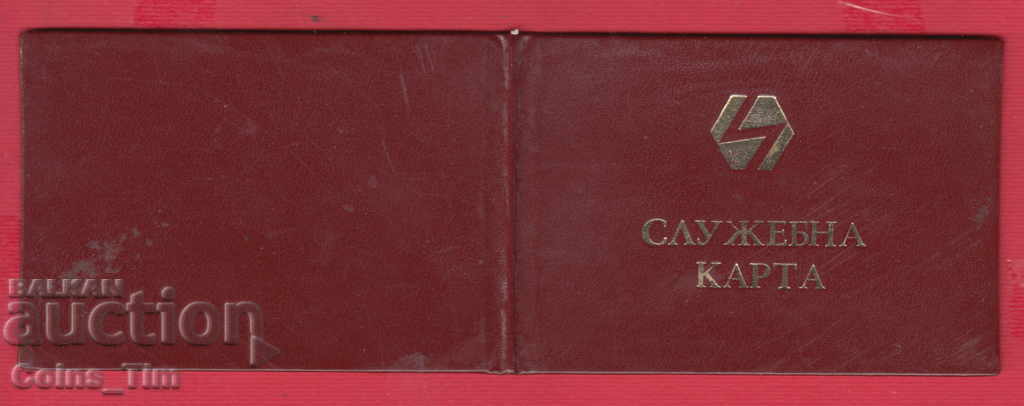 СЛУЖЕБНА
КАРТА
BALKAN
auction
Coins_Tim